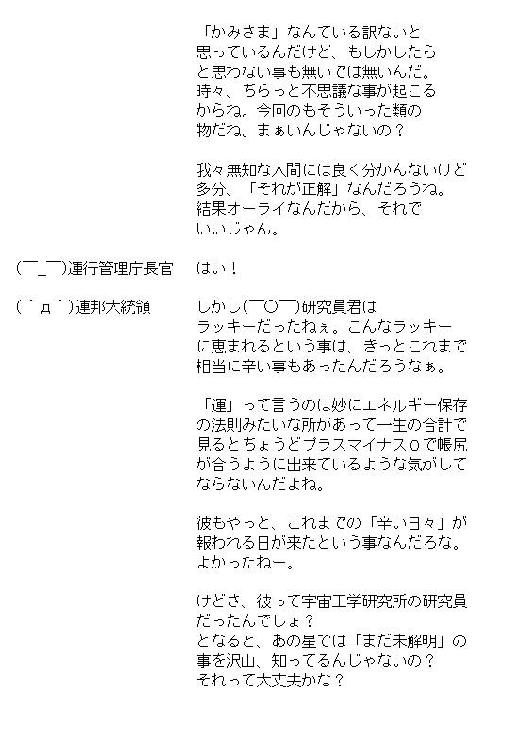 「かみさま」なんている訳ないと
思っているんだけど、もしかしたら
と思わない事も無いでは無いんだ。
時々、ぢらっと不思議な事が起こる
からね。今回のもそういった類の
物だね、まぁいんじゃないの？
我々無知な人間には良く分かんないけど
多分、「それが正解」なんだろうね。
結果オーライなんだから、それで
いいじゃん。
(￣_￣)運行管理庁長官 はい！
(｀д´)連邦大統領 しかし(￣○￣)研究員君は
ラッキーだったねぇ。こんなラッキー
に恵まれるという事は、きっとこれまで
相当に辛い事もあったんだろうなぁ。
「運」って言うのは妙にエネルギー保存
の法則みたいな所があって一生の合計で
見るとちょうどプラスマイナス０で帳尻
が合うように出来ているような気がして
ならないんだよね。
彼もやっと、これまでの「辛い日々」が
報われる日が来たという事なんだろな。
よかったねー。
けどさ、彼って宇宙工学研究所の研究員
だったんでしょ？
となると、あの星では「まだ未解明」の
事を沢山、知ってるんじゃないの？
それって大丈夫かな？